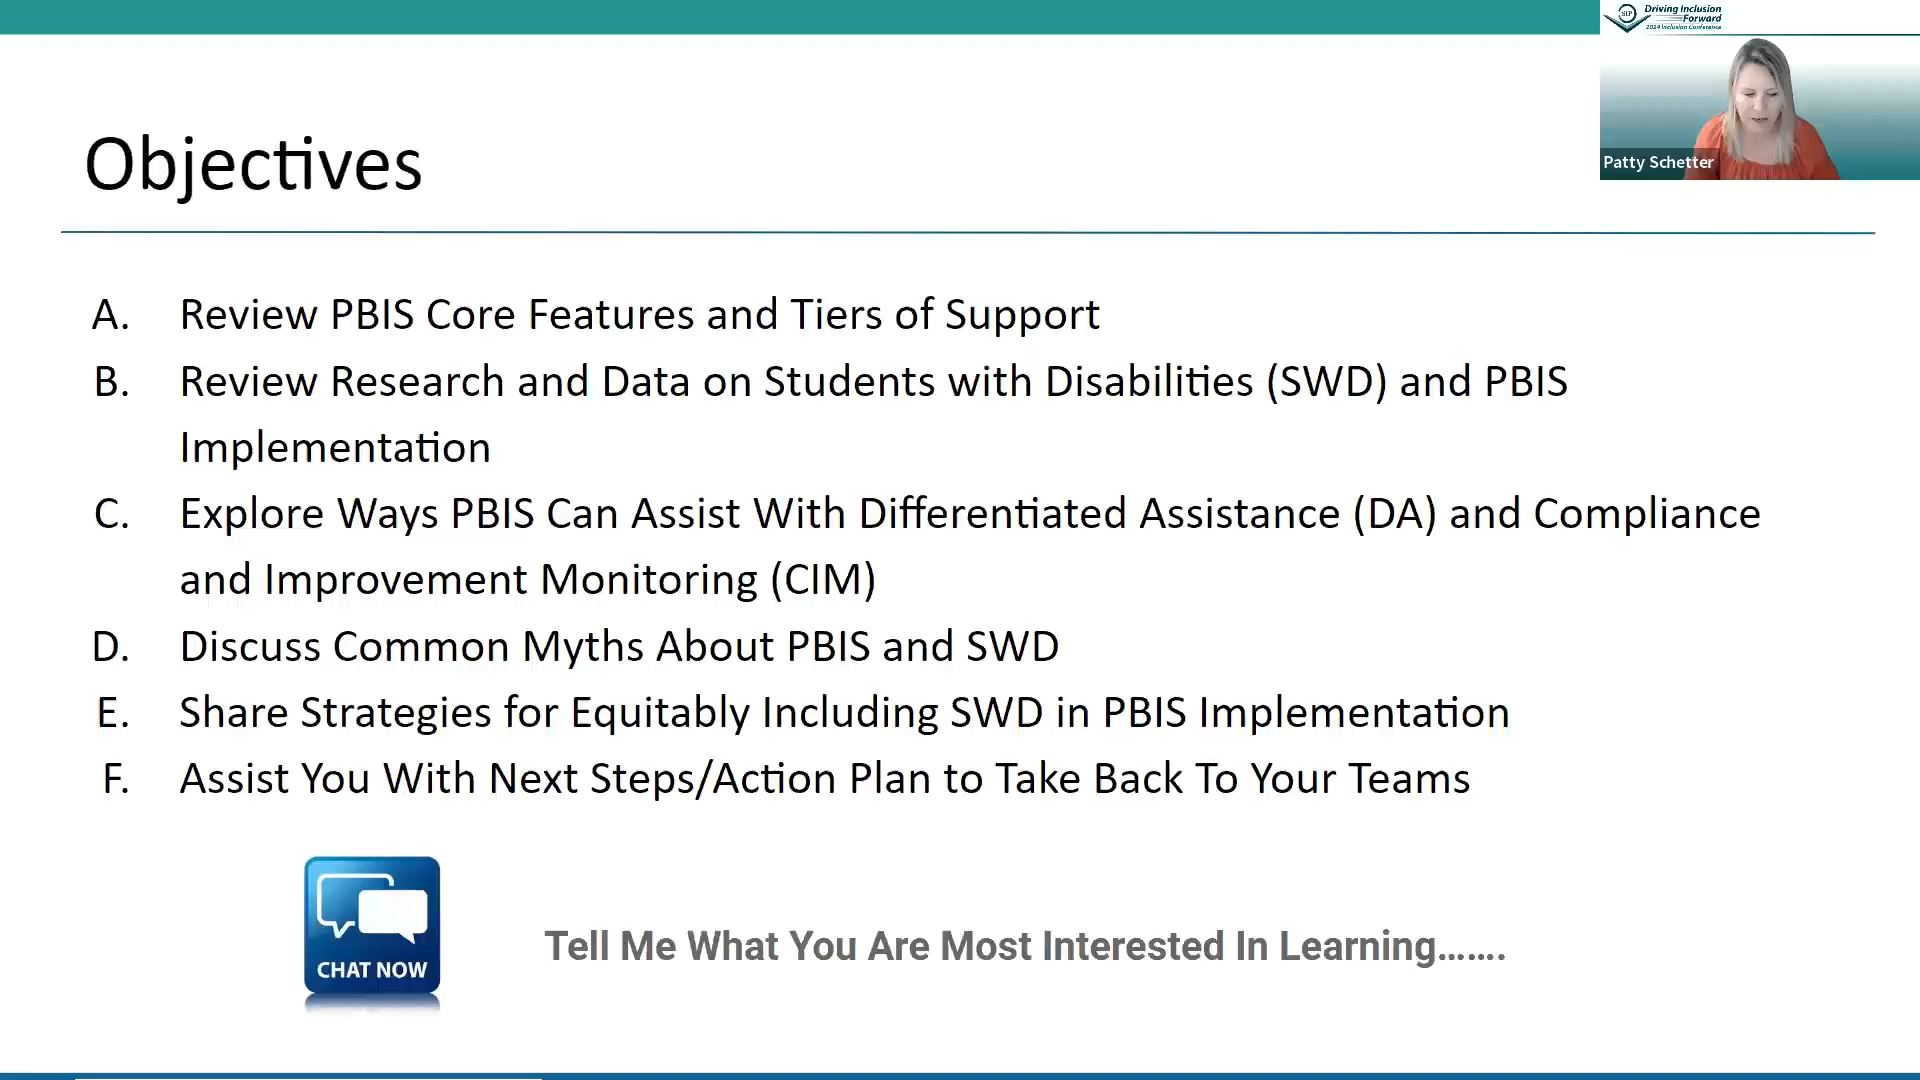 Driving Inclusion
Forward
SIP
2024 Inclusion Conference
Patty Schetter
Objectives
A. Review PBIS Core Features and Tiers of Support
B. Review Research and Data on Students with Disabilities (SWD) and PBIS
Implementation
C. Explore Ways PBIS Can Assist With Differentiated Assistance (DA) and Compliance
and Improvement Monitoring (CIM)
D. Discuss Common Myths About PBIS and SWD
E. Share Strategies for Equitably Including SWD in PBIS Implementation
F. Assist You With Next Steps/Action Plan to Take Back To Your Teams
CHAT NOW
Tell Me What You Are Most Interested In Learning…….